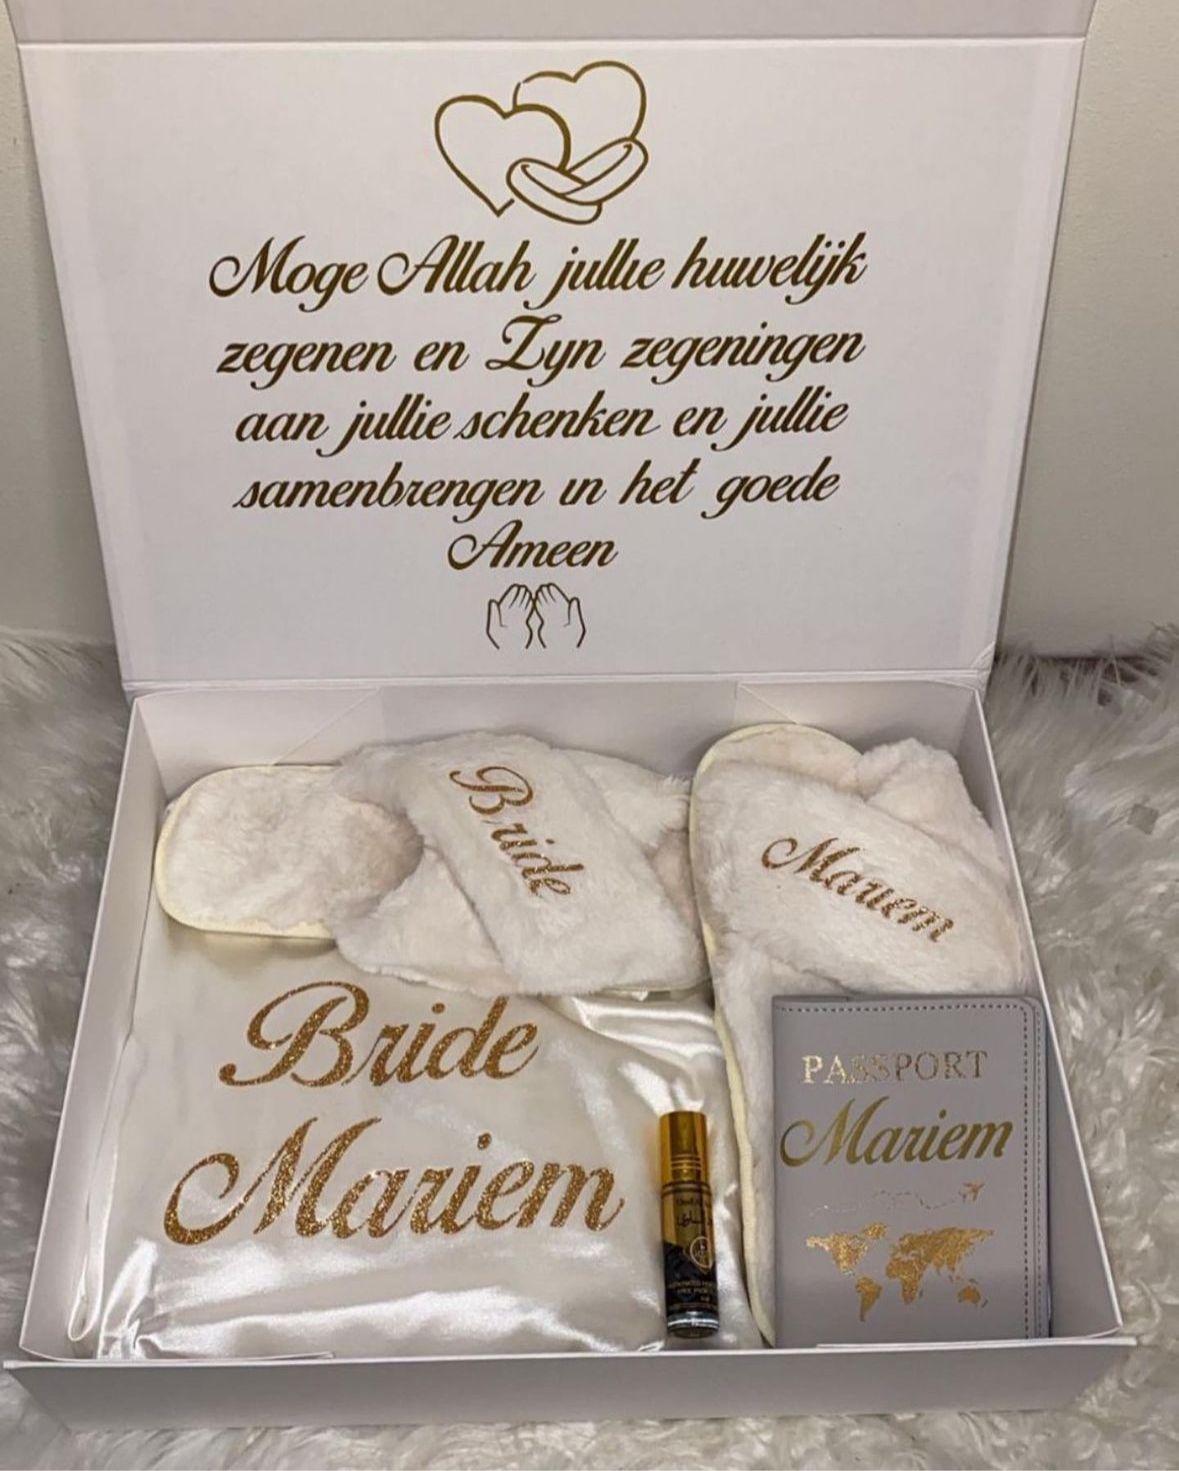 Moge Allah jullie huwelijk
zegenen en Zyn zegeningen
aan jullie schenken en jullie
samenbrengen in het goede
Ameen
Bride
Mariem
Bride
Mariem
PASSPORT
Mariem